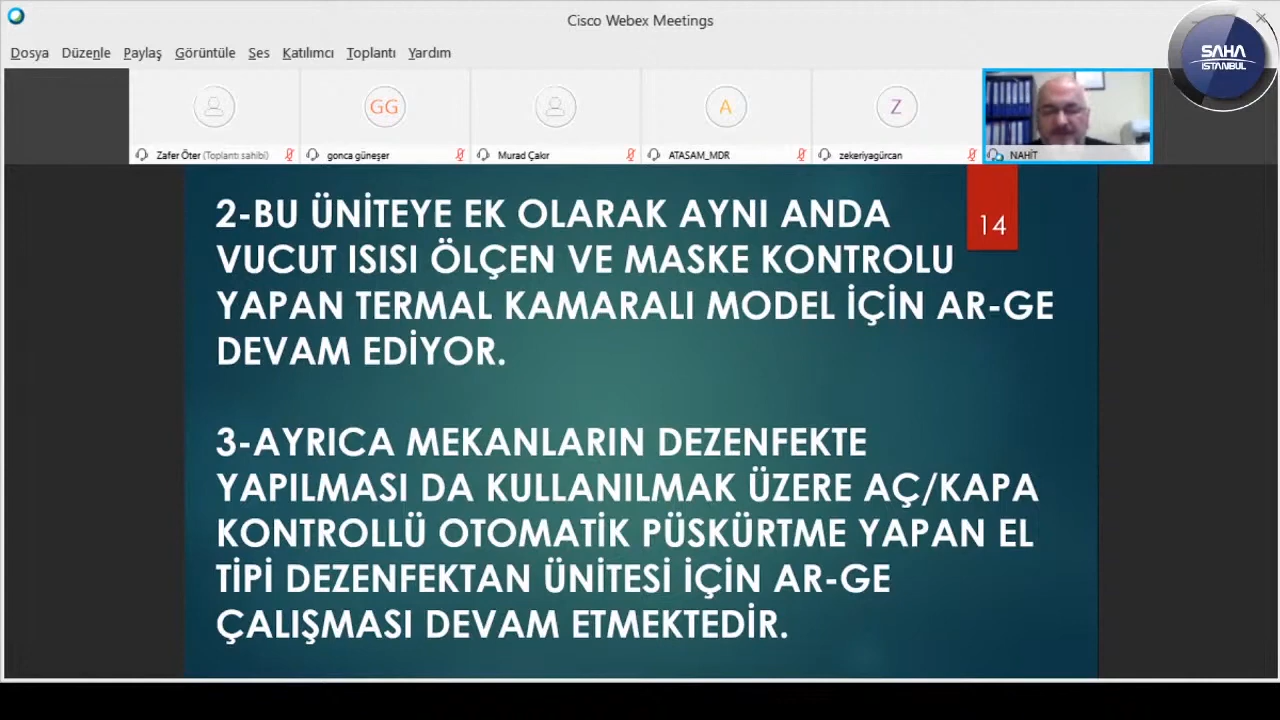 Cisco Webex Meetings
SAHA
İSTANBUL
Dosya Düzenle Paylaş Görüntüle Ses Katılımcı Toplantı Yardım
GG
A
Z
Zafer Öter (Toplantı sahibi)
gonca güneşer
Murad Çakır
ATASAM_MDR
zekeriyagürcan
NAHİT
14
2-BU ÜNİTEYE EK OLARAK AYNI ANDA
VUCUT ISISI ÖLÇEN VE MASKE KONTROLU
YAPAN TERMAL KAMARALI MODEL İÇİN AR-GE
DEVAM EDİYOR.
3-AYRICA MEKANLARIN DEZENFEKTE
YAPILMASI DA KULLANILMAK ÜZERE AÇ/KAPA
KONTROLLÜ OTOMATİK PÜSKÜRTME YAPAN EL
TİPİ DEZENFEKTAN ÜNİTESİ İÇİN AR-GE
ÇALIŞMASI DEVAM ETMEKTEDİR.